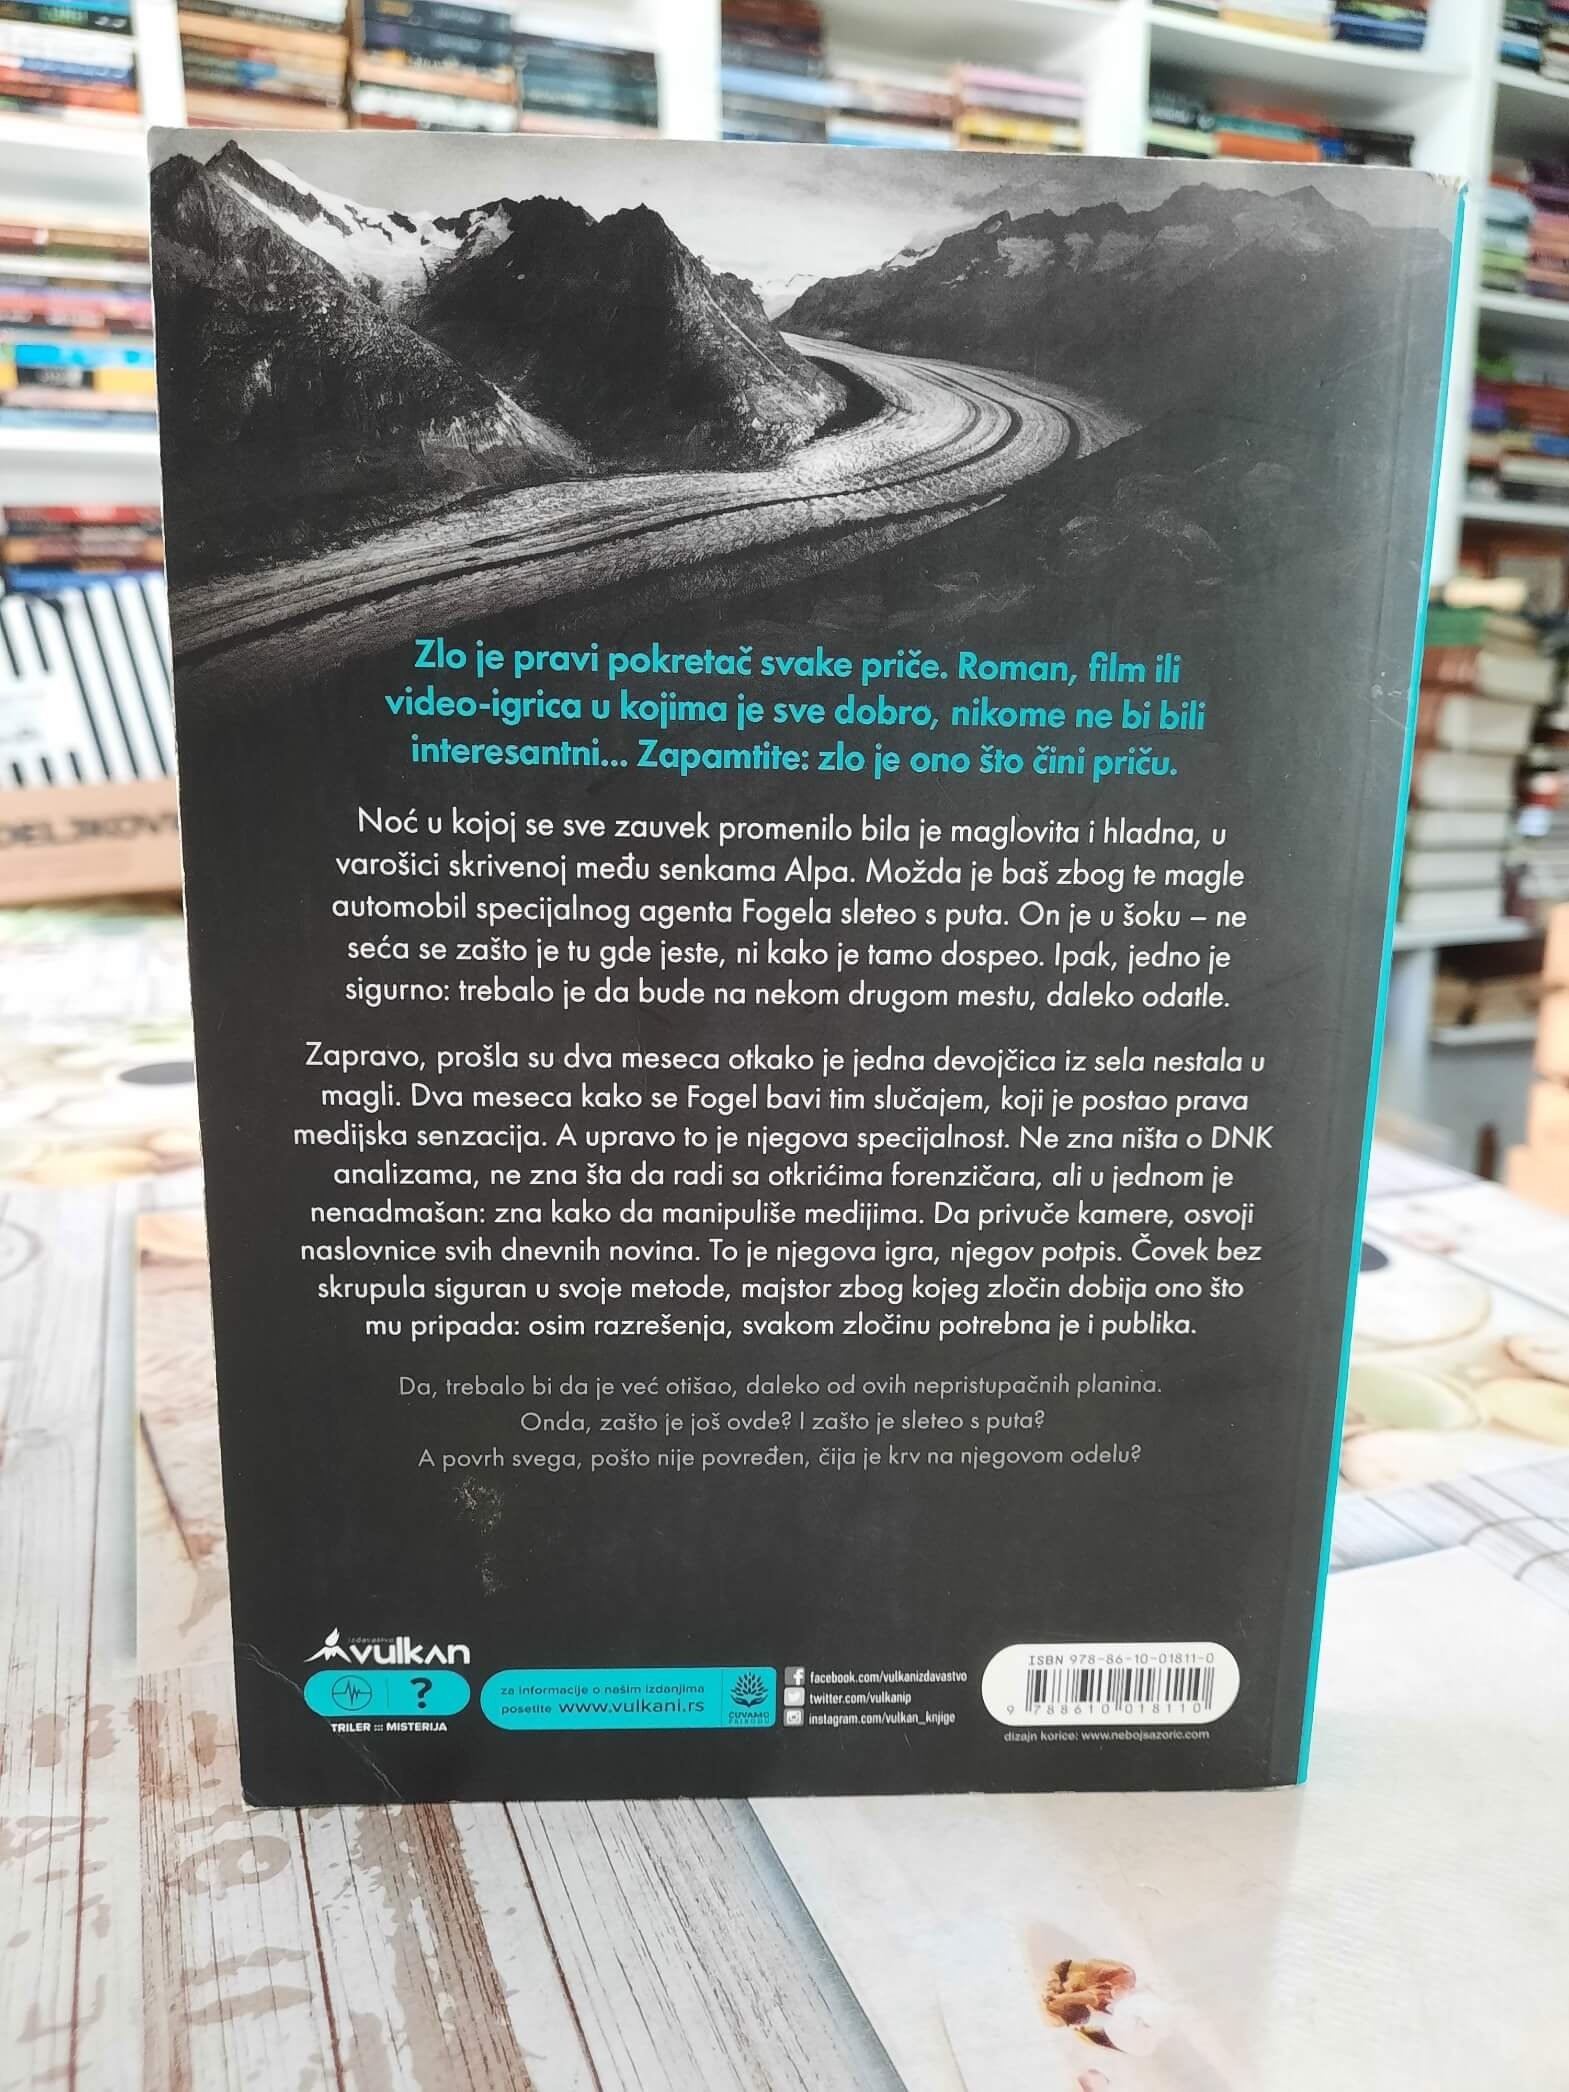 Zlo je pravi pokretač svake priče. Roman, film ili
video-igrica u kojima je sve dobro, nikome ne bi bili
interesantni... Zapamtite: zlo je ono što čini priču.
Noć u kojoj se sve zauvek promenilo bila je maglovita i hladna, u
varošici skrivenoj među senkama Alpa. Možda je baš zbog te magle
automobil specijalnog agenta Fogela sleteo s puta. On je u šoku – ne
seća se zašto je tu gde jeste, ni kako je tamo dospeo. Ipak, jedno je
sigurno: trebalo je da bude na nekom drugom mestu, daleko odatle.
Zapravo, prošla su dva meseca otkako je jedna devojčica iz sela nestala u
magli. Dva meseca kako se Fogel bavi tim slučajem, koji je postao prava
medijska senzacija. A upravo to je njegova specijalnost. Ne zna ništa o DNK
analizama, ne zna šta da radi sa otkrićima forenzičara, ali u jednom je
nenadmašan: zna kako da manipuliše medijima. Da privuče kamere, osvoji
naslovnice svih dnevnih novina. To je njegova igra, njegov potpis. Čovek bez
skrupula siguran u svoje metode, majstor zbog kojeg zločin dobija ono što
mu pripada: osim razrešenja, svakom zločinu potrebna je i publika.
Da, trebalo bi da je već otišao, daleko od ovih nepristupačnih planina.
Onda, zašto je još ovde? I zašto je sleteo s puta?
A povrh svega, pošto nije povređen, čija je krv na njegovom odelu?
izdavaštvo
vulkan
?
TRILER ::: MISTERIJA
za informacije o našim izdanjima
posetite www.vulkani.rs
ČUVAMO
PRIRODU
facebook.com/vulkanizdavastvo
twitter.com/vulkanip
instagram.com/vulkan_knjige
ISBN 978-86-10-01811-0
9 788610 018110
dizajn korice: www.nebojsazoric.com